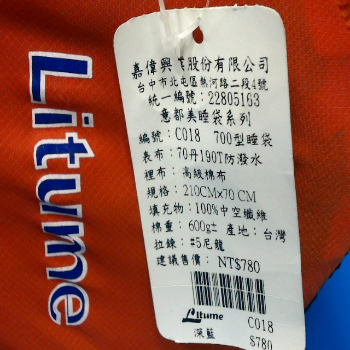 Litume
嘉偉興業股份有限公司
台中市北屯區熱河路二段4號
統一編號：22805163
意都美睡袋系列
編號：C018 700型睡袋
表布：70丹190T防潑水
裡布：高級棉布
規格：210CM×70 CM
填充物：100%中空纖維
棉重：600g± 產地：台灣
拉鍊：#5尼龍
建議售價： NT$780
Litume C018
深藍 $780